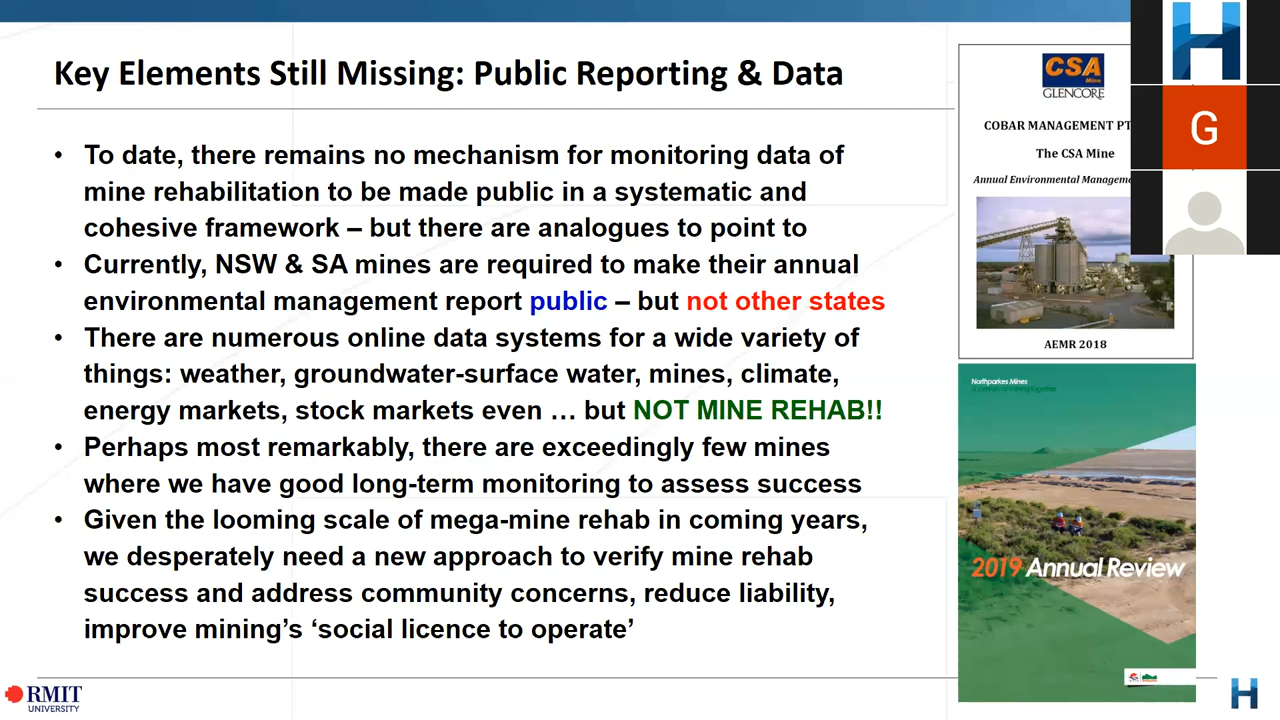 Key Elements Still Missing: Public Reporting & Data
• To date, there remains no mechanism for monitoring data of
mine rehabilitation to be made public in a systematic and
cohesive framework – but there are analogues to point to
• Currently, NSW & SA mines are required to make their annual
environmental management report public – but not other states
• There are numerous online data systems for a wide variety of
things: weather, groundwater-surface water, mines, climate,
energy markets, stock markets even … but NOT MINE REHAB!!
• Perhaps most remarkably, there are exceedingly few mines
where we have good long-term monitoring to assess success
• Given the looming scale of mega-mine rehab in coming years,
we desperately need a new approach to verify mine rehab
success and address community concerns, reduce liability,
improve mining’s ‘social licence to operate’
CSA
Mine
GLENCORE
COBAR MANAGEMENT PT
The CSA Mine
Annual Environmental Manageme
AEMR 2018
Northparkes Mines
2019 Annual Review
H
G
RMIT
UNIVERSITY
H